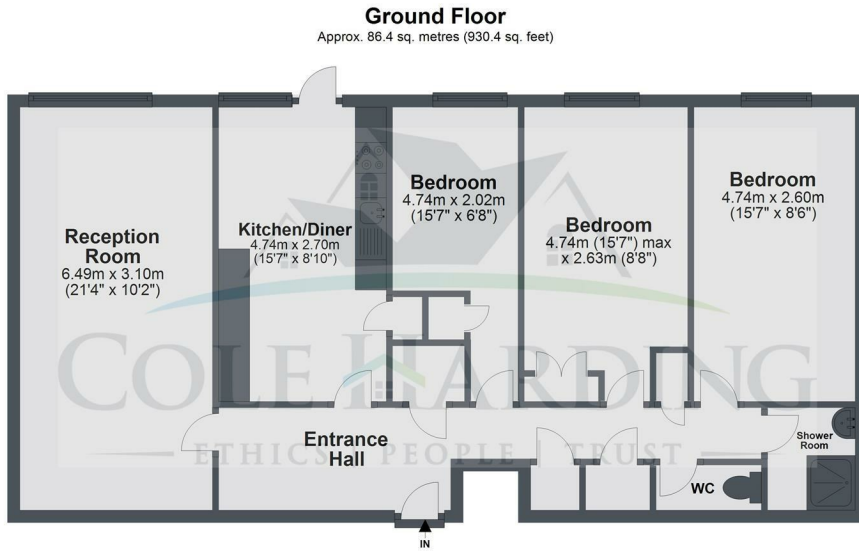 Ground Floor
Approx. 86.4 sq. metres (930.4 sq. feet)
Reception
Room
6.49m x 3.10m
(21'4" x 10'2")
Kitchen/Diner
4.74m x 2.70m
(15'7" x 8'10")
Bedroom
4.74m x 2.02m
(15'7" x 6'8")
Bedroom
4.74m (15'7") max
x 2.63m (8'8")
Bedroom
4.74m x 2.60m
(15'7" x 8'6")
COLE HARDING
ETHICS PEOPLE TRUST
Entrance
Hall
Shower
Room
WC
IN